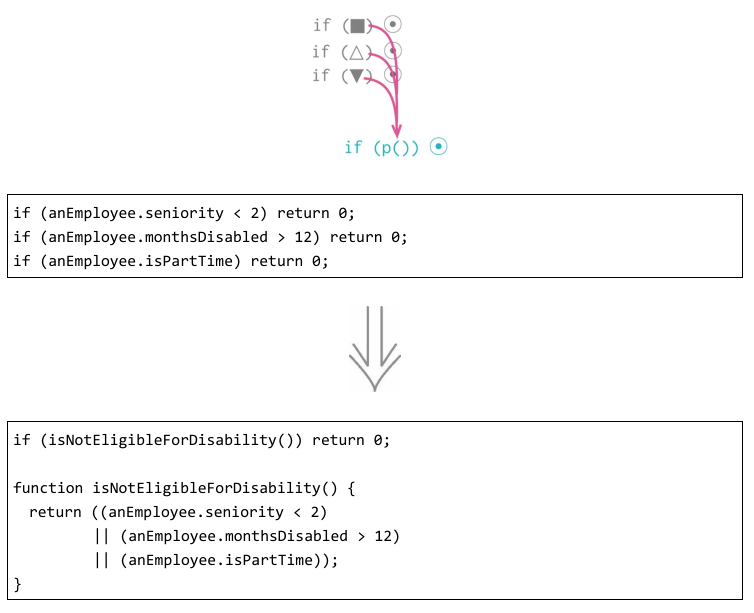 if (■) ⦿
if (△) ⦿
if (▼) ⦿
if (p()) ⦿
if (anEmployee.seniority < 2) return 0;
if (anEmployee.monthsDisabled > 12) return 0;
if (anEmployee.isPartTime) return 0;
if (isNotEligibleForDisability()) return 0;
function isNotEligibleForDisability() {
  return ((anEmployee.seniority < 2)
          || (anEmployee.monthsDisabled > 12)
          || (anEmployee.isPartTime));
}